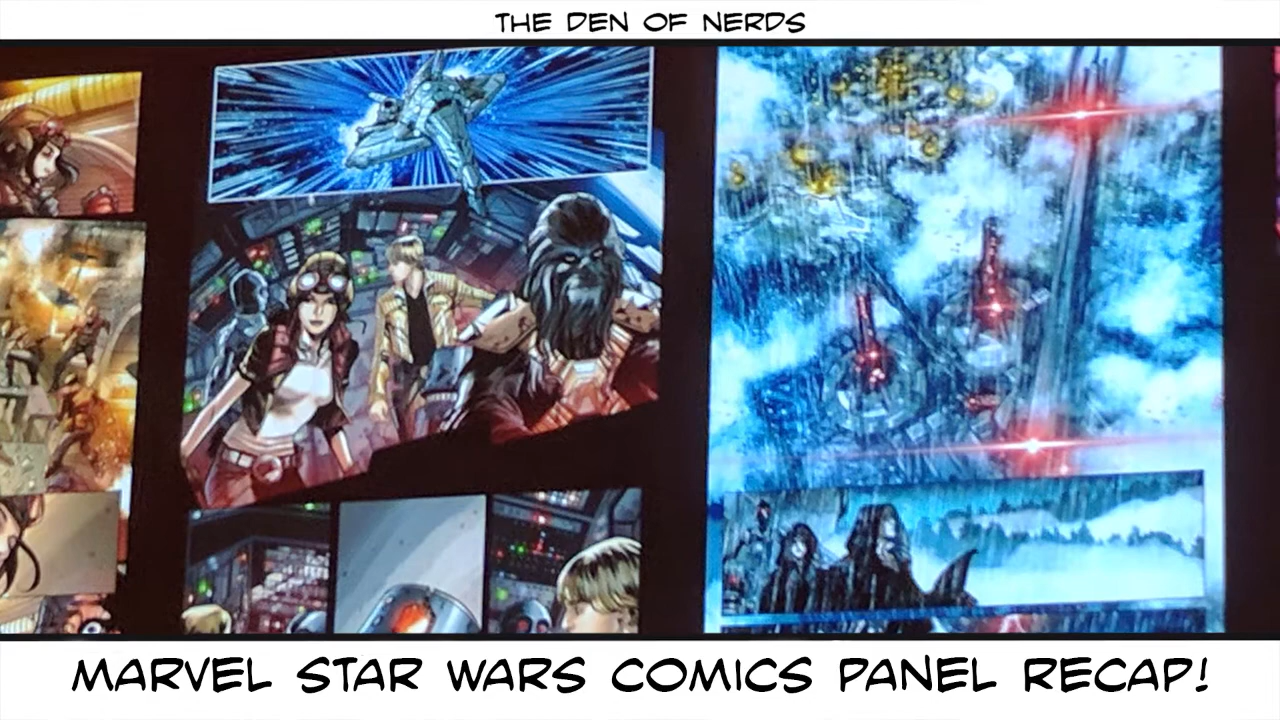 THE DEN OF NERDS
MARVEL STAR WARS COMICS PANEL RECAP!